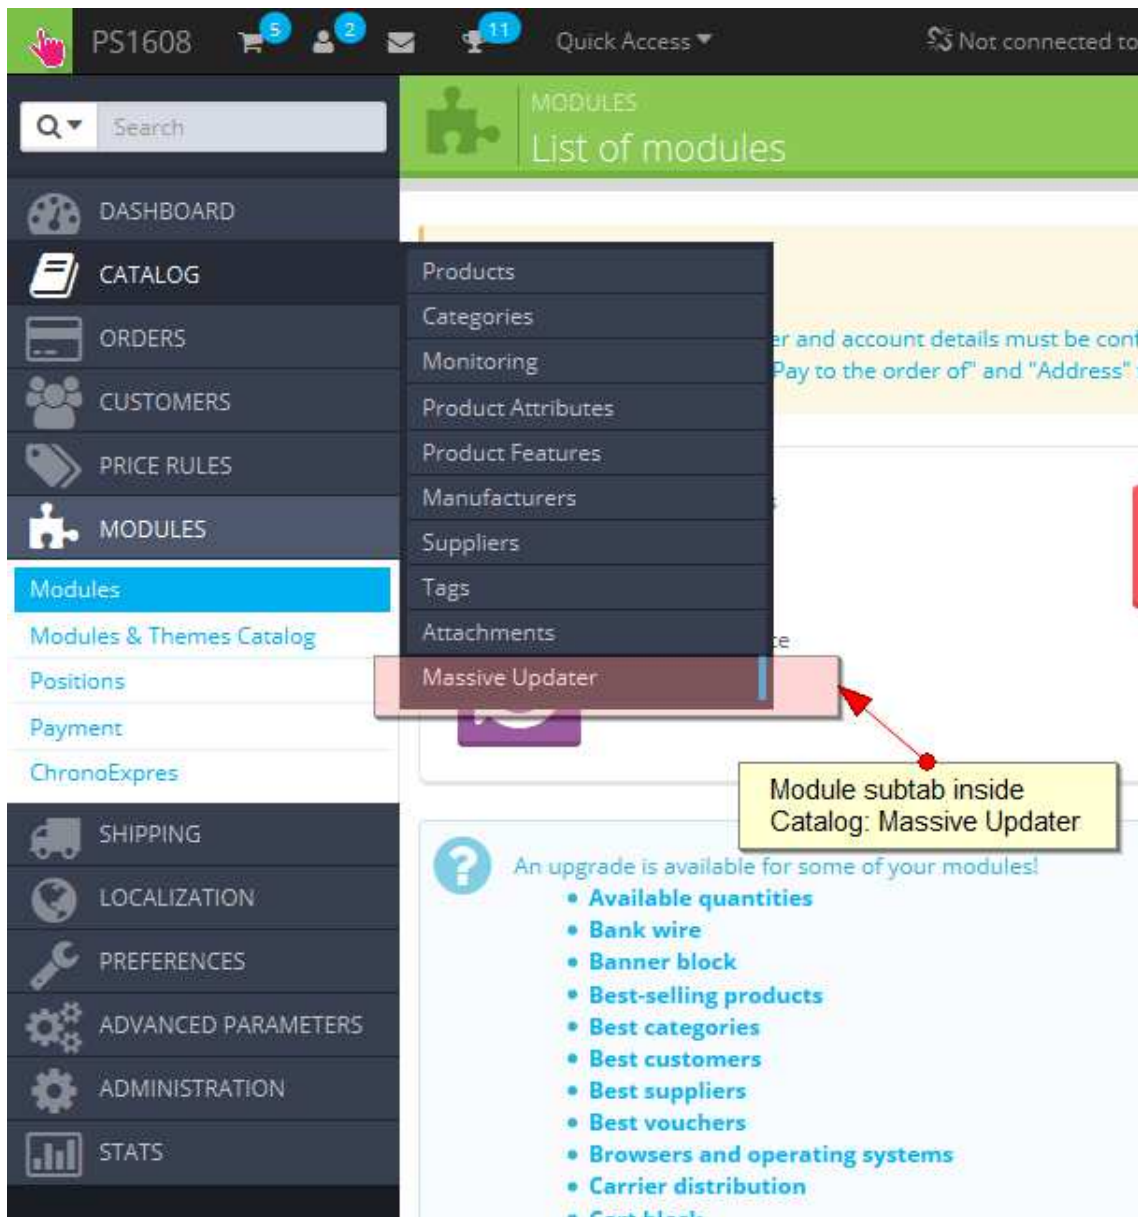 PS1608 5 2 11 Quick Access Not connected to
Search
MODULES
List of modules
DASHBOARD
CATALOG
ORDERS
CUSTOMERS
PRICE RULES
MODULES
Modules
Modules & Themes Catalog
Positions
Payment
ChronoExpres
SHIPPING
LOCALIZATION
PREFERENCES
ADVANCED PARAMETERS
ADMINISTRATION
STATS
Products
Categories
Monitoring
Product Attributes
Product Features
Manufacturers
Suppliers
Tags
Attachments
Massive Updater
and account details must be
Pay to the order of" and "Address"
Module subtab inside
Catalog: Massive Updater
An upgrade is available for some of your modules!
• Available quantities
• Bank wire
• Banner block
• Best-selling products
• Best categories
• Best customers
• Best suppliers
• Best vouchers
• Browsers and operating systems
• Carrier distribution